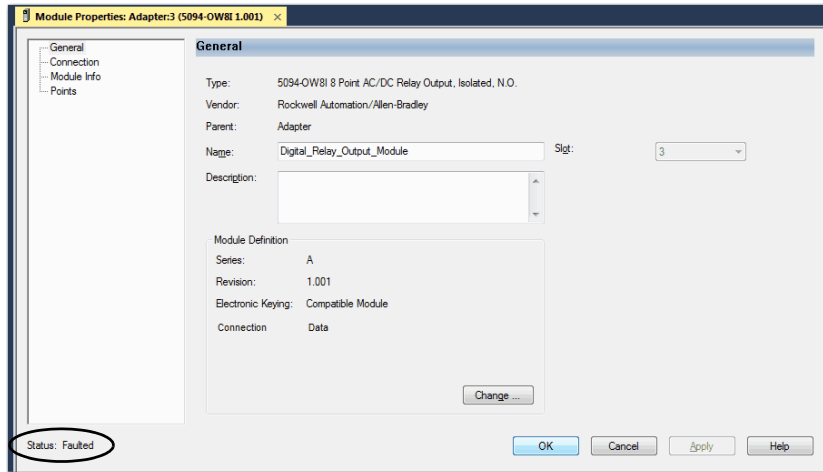 Module Properties: Adapter:3 (5094-OW8I 1.001) ×
General
Connection
Module Info
Points
General
Type: 5094-OW8I 8 Point AC/DC Relay Output, Isolated, N.O.
Vendor: Rockwell Automation/Allen-Bradley
Parent: Adapter
Name: Digital_Relay_Output_Module Slot: 3
Description:
Module Definition
Series: A
Revision: 1.001
Electronic Keying: Compatible Module
Connection Data
Change ...
Status: Faulted OK Cancel Apply Help